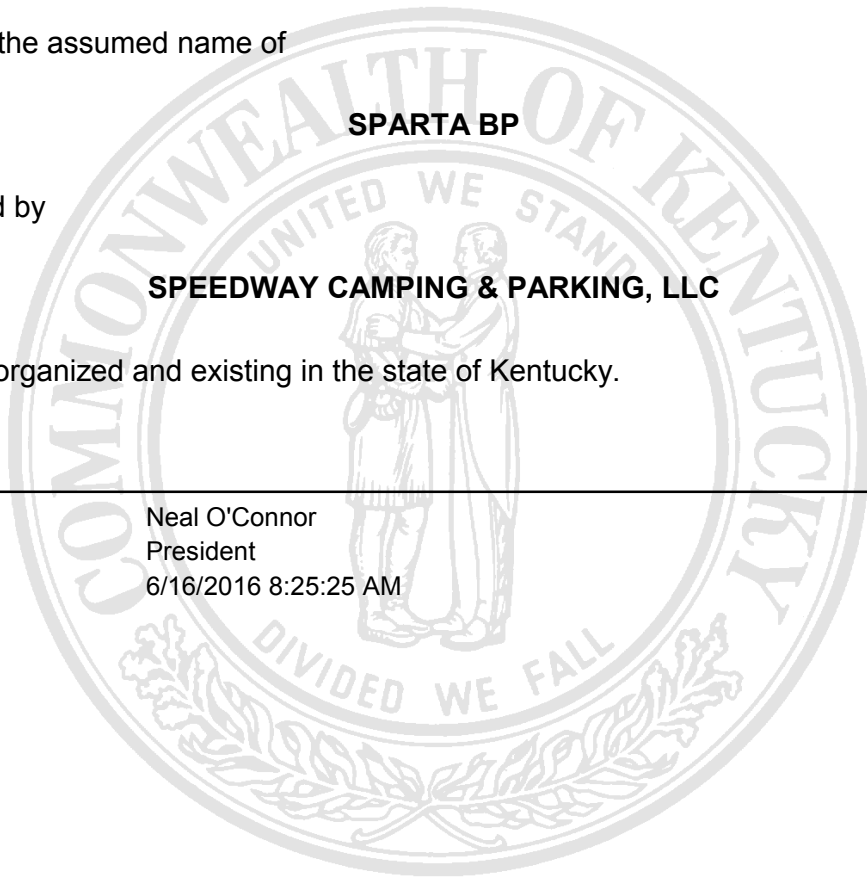 the assumed name of
SPARTA BP
d by
SPEEDWAY CAMPING & PARKING, LLC
organized and existing in the state of Kentucky.
Neal O'Connor
President
6/16/2016 8:25:25 AM
COMMONWEALTH OF KENTUCKY
UNITED WE STAND
DIVIDED WE FALL